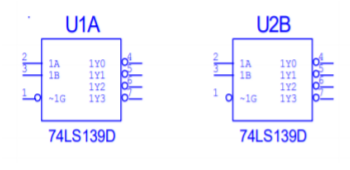 U1A U2B
2 1A 1Y0 4 2 1A 1Y0 4
3 1B 1Y1 5 3 1B 1Y1 5
1Y2 6 1Y2 6
1 ~1G 1Y3 7 1 ~1G 1Y3 7
74LS139D 74LS139D